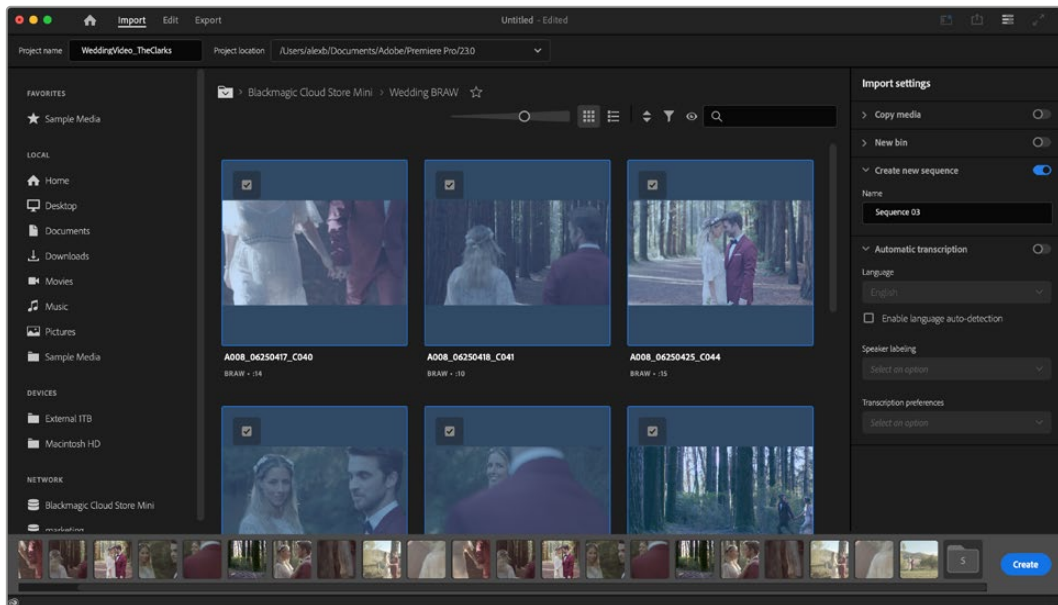 Import Edit Export
Untitled - Edited
Project name WeddingVideo_TheClarks Project location /Users/alexb/Documents/Adobe/Premiere Pro/23.0
FAVORITES
Sample Media
LOCAL
Home
Desktop
Documents
Downloads
Movies
Music
Pictures
Sample Media
DEVICES
External 1TB
Macintosh HD
NETWORK
Blackmagic Cloud Store Mini
marketing
> Blackmagic Cloud Store Mini > Wedding BRAW
A008_06250417_C040 A008_06250418_C041 A008_06250425_C044
BRAW • :14 BRAW • :10 BRAW • :15
Import settings
Copy media
New bin
Create new sequence
Name
Sequence 03
Automatic transcription
Language
English
Enable language auto-detection
Speaker labeling
Select an option
Transcription preferences
Select an option
S
Create